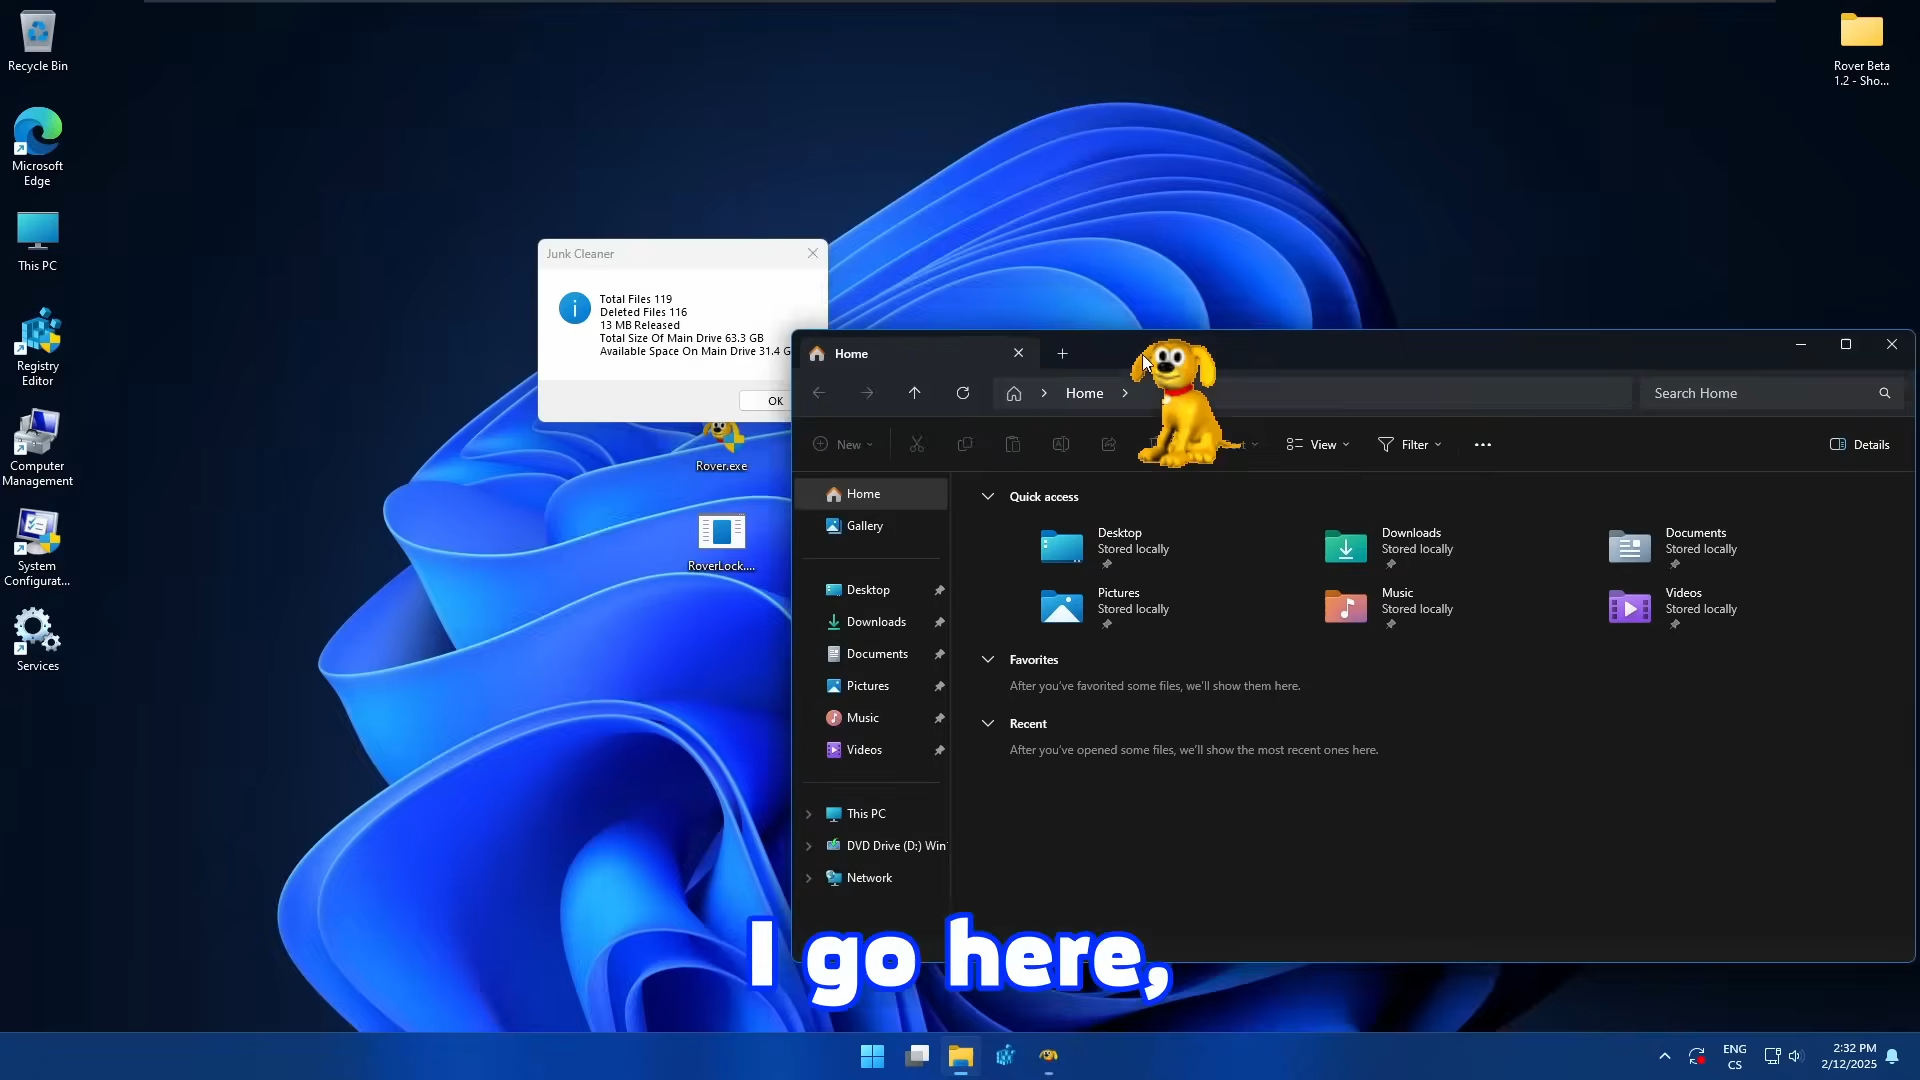 Recycle Bin
Microsoft
Edge
This PC
Registry
Editor
Computer
Management
System
Configurat...
Services
Rover Beta
1.2 - Sho...
Junk Cleaner
Total Files 119
Deleted Files 116
13 MB Released
Total Size Of Main Drive 63.3 GB
Available Space On Main Drive 31.4 G
OK
Rover.exe
RoverLock....
Home
Home
Search Home
New
View
Filter
Details
Home
Gallery
Desktop
Downloads
Documents
Pictures
Music
Videos
This PC
DVD Drive (D:) Win
Network
Quick access
Desktop
Stored locally
Downloads
Stored locally
Documents
Stored locally
Pictures
Stored locally
Music
Stored locally
Videos
Stored locally
Favorites
After you've favorited some files, we'll show them here.
Recent
After you've opened some files, we'll show the most recent ones here.
I go here,
ENG
CS
2:32 PM
2/12/2025